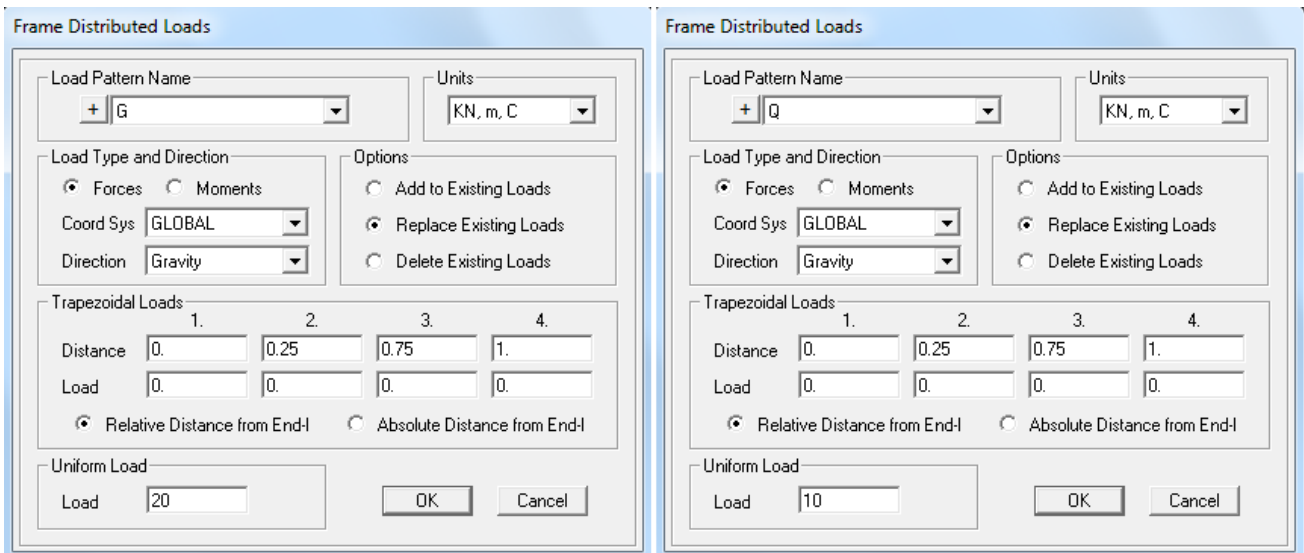 Frame Distributed Loads
Load Pattern Name
Units
+ G
KN, m, C
Load Type and Direction
Options
Forces Moments
Add to Existing Loads
Coord Sys GLOBAL
Replace Existing Loads
Direction Gravity
Delete Existing Loads
Trapezoidal Loads
1. 2. 3. 4.
Distance 0. 0.25 0.75 1.
Load 0. 0. 0. 0.
Relative Distance from End-I Absolute Distance from End-I
Uniform Load
Load 20
OK Cancel
Frame Distributed Loads
Load Pattern Name
Units
+ Q
KN, m, C
Load Type and Direction
Options
Forces Moments
Add to Existing Loads
Coord Sys GLOBAL
Replace Existing Loads
Direction Gravity
Delete Existing Loads
Trapezoidal Loads
1. 2. 3. 4.
Distance 0. 0.25 0.75 1.
Load 0. 0. 0. 0.
Relative Distance from End-I Absolute Distance from End-I
Uniform Load
Load 10
OK Cancel